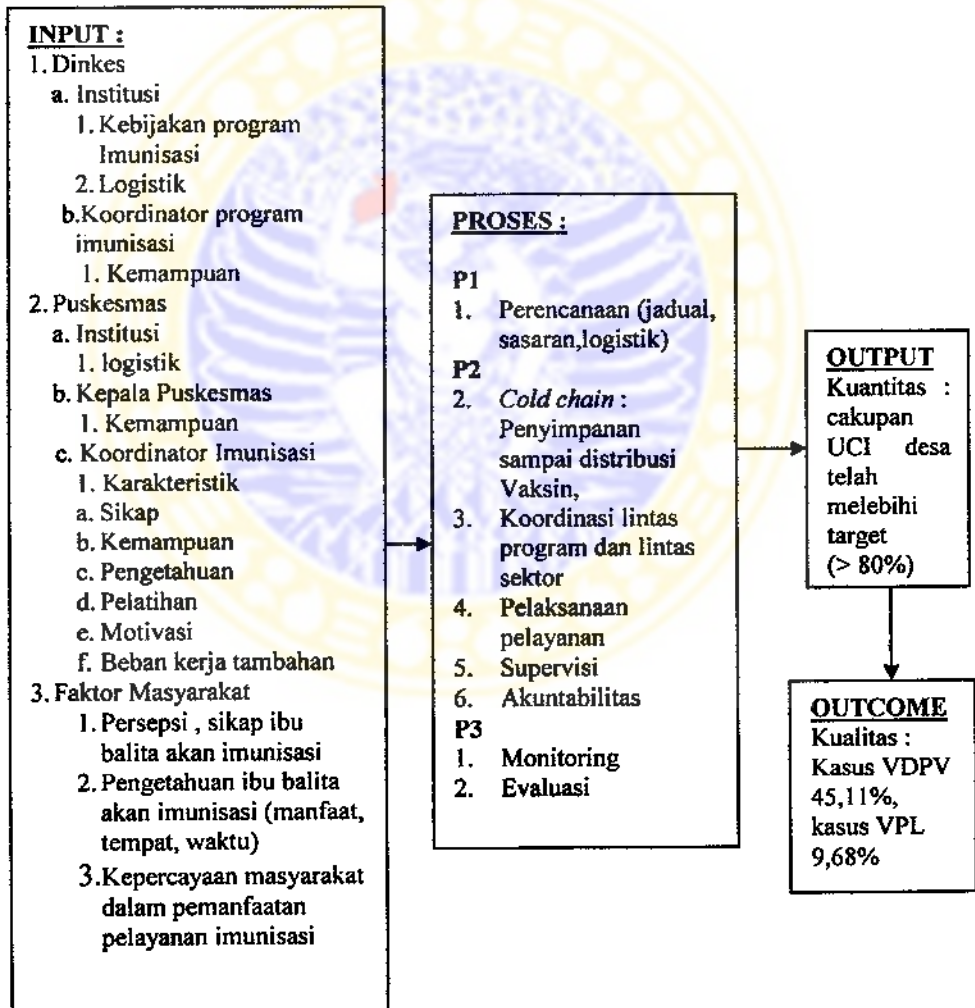 INPUT :
1. Dinkes
a. Institusi
1. Kebijakan program
Imunisasi
2. Logistik
b.Koordinator program
imunisasi
1. Kemampuan
2. Puskesmas
a. Institusi
1. logistik
b. Kepala Puskesmas
1. Kemampuan
c. Koordinator Imunisasi
1. Karakteristik
a. Sikap
b. Kemampuan
c. Pengetahuan
d. Pelatihan
e. Motivasi
f. Beban kerja tambahan
3. Faktor Masyarakat
1. Persepsi , sikap ibu
balita akan imunisasi
2. Pengetahuan ibu balita
akan imunisasi (manfaat,
tempat, waktu)
3. Kepercayaan masyarakat
dalam pemanfaatan
pelayanan imunisasi
PROSES :
P1
1. Perencanaan (jadual,
sasaran,logistik)
P2
2. Cold chain :
Penyimpanan
sampai distribusi
Vaksin,
3. Koordinasi lintas
program dan lintas
sektor
4. Pelaksanaan
pelayanan
5. Supervisi
6. Akuntabilitas
P3
1. Monitoring
2. Evaluasi
OUTPUT
Kuantitas :
cakupan
UCI desa
telah
melebihi
target
(> 80%)
OUTCOME
Kualitas :
Kasus VDPV
45,11%,
kasus VPL
9,68%